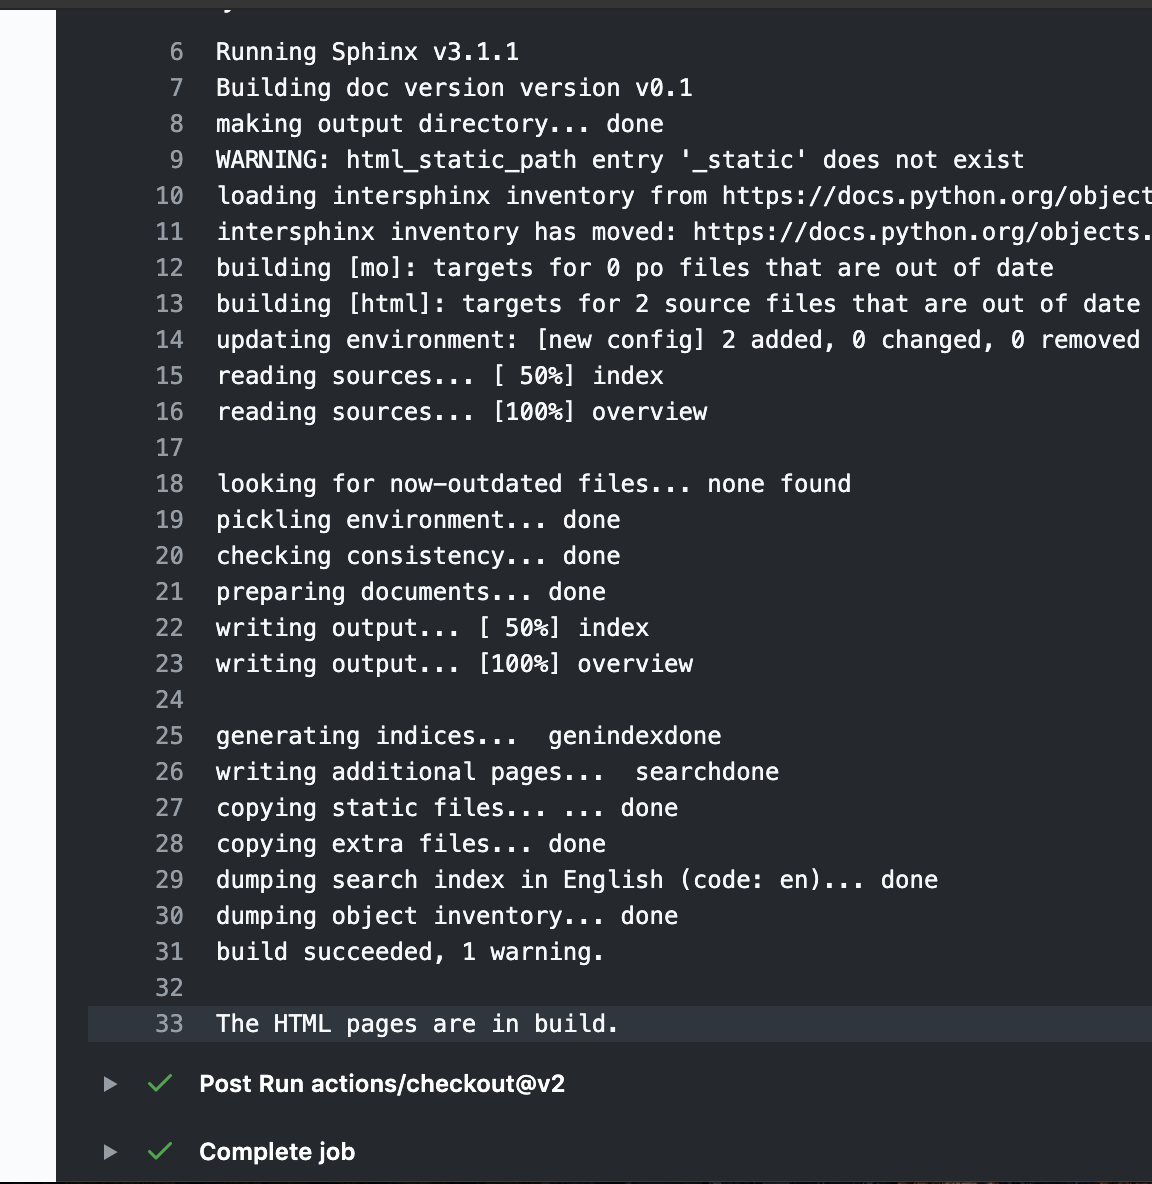 6 Running Sphinx v3.1.1
7 Building doc version version v0.1
8 making output directory... done
9 WARNING: html_static_path entry '_static' does not exist
10 loading intersphinx inventory from https://docs.python.org/object
11 intersphinx inventory has moved: https://docs.python.org/objects.
12 building [mo]: targets for 0 po files that are out of date
13 building [html]: targets for 2 source files that are out of date
14 updating environment: [new config] 2 added, 0 changed, 0 removed
15 reading sources... [ 50%] index
16 reading sources... [100%] overview
17
18 looking for now-outdated files... none found
19 pickling environment... done
20 checking consistency... done
21 preparing documents... done
22 writing output... [ 50%] index
23 writing output... [100%] overview
24
25 generating indices...  genindexdone
26 writing additional pages...  searchdone
27 copying static files... ... done
28 copying extra files... done
29 dumping search index in English (code: en)... done
30 dumping object inventory... done
31 build succeeded, 1 warning.
32
33 The HTML pages are in build.
Post Run actions/checkout@v2
Complete job